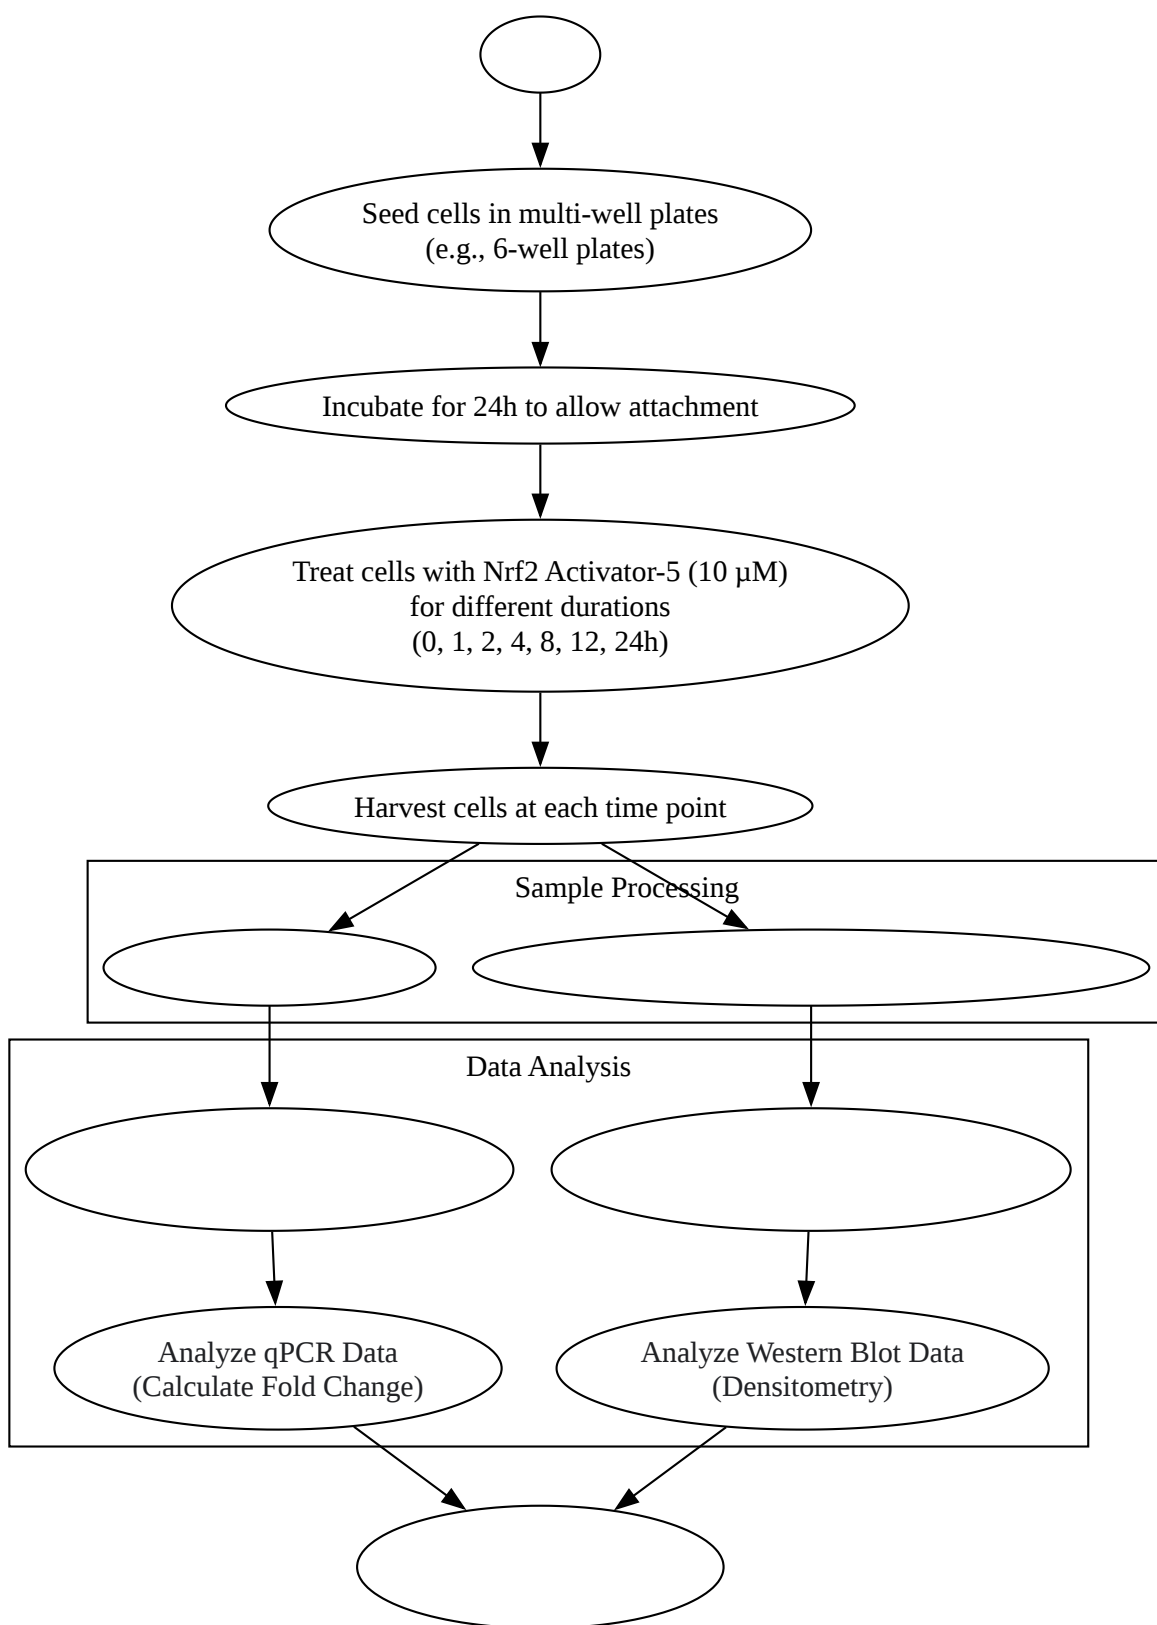 Seed cells in multi-well plates
(e.g., 6-well plates)
Incubate for 24h to allow attachment
Treat cells with Nrf2 Activator-5 (10 µM)
for different durations
(0, 1, 2, 4, 8, 12, 24h)
Harvest cells at each time point
Sample Processing
Data Analysis
Analyze qPCR Data
(Calculate Fold Change)
Analyze Western Blot Data
(Densitometry)